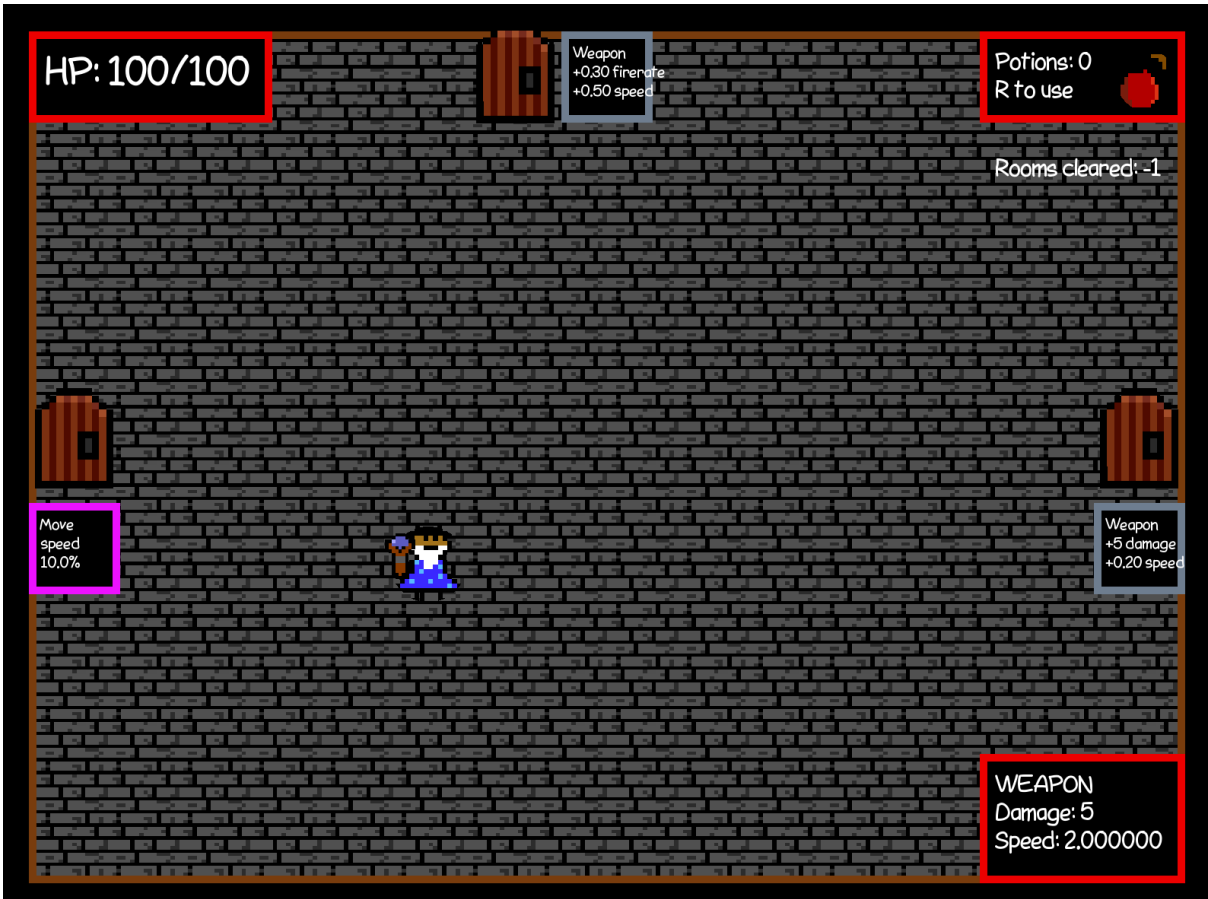 HP: 100/100
Weapon
+0.30 firerate
+0.50 speed
Potions: 0
R to use
Rooms cleared: -1
Move
speed
10.0%
Weapon
+5 damage
+0.20 speed
WEAPON
Damage: 5
Speed: 2.000000